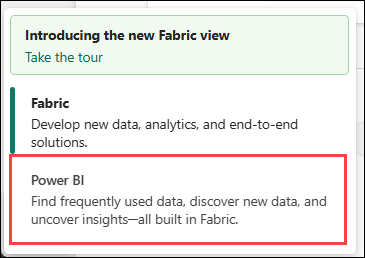 Introducing the new Fabric view
Take the tour
Fabric
Develop new data, analytics, and end-to-end
solutions.
Power BI
Find frequently used data, discover new data, and
uncover insights—all built in Fabric.